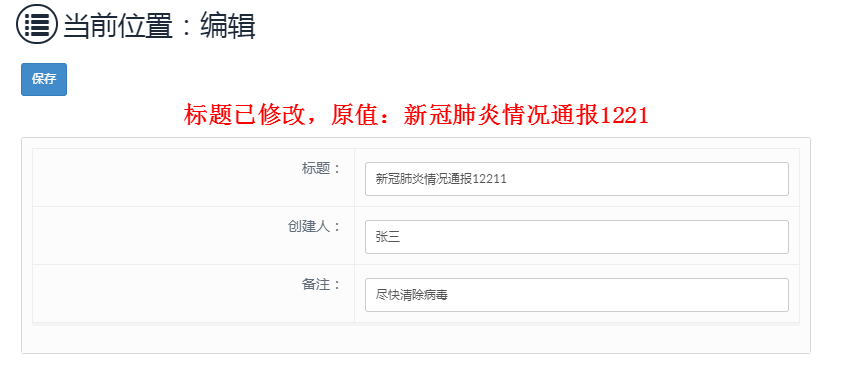 当前位置：编辑
保存
标题已修改，原值：新冠肺炎情况通报1221
标题： 新冠肺炎情况通报12211
创建人： 张三
备注： 尽快清除病毒